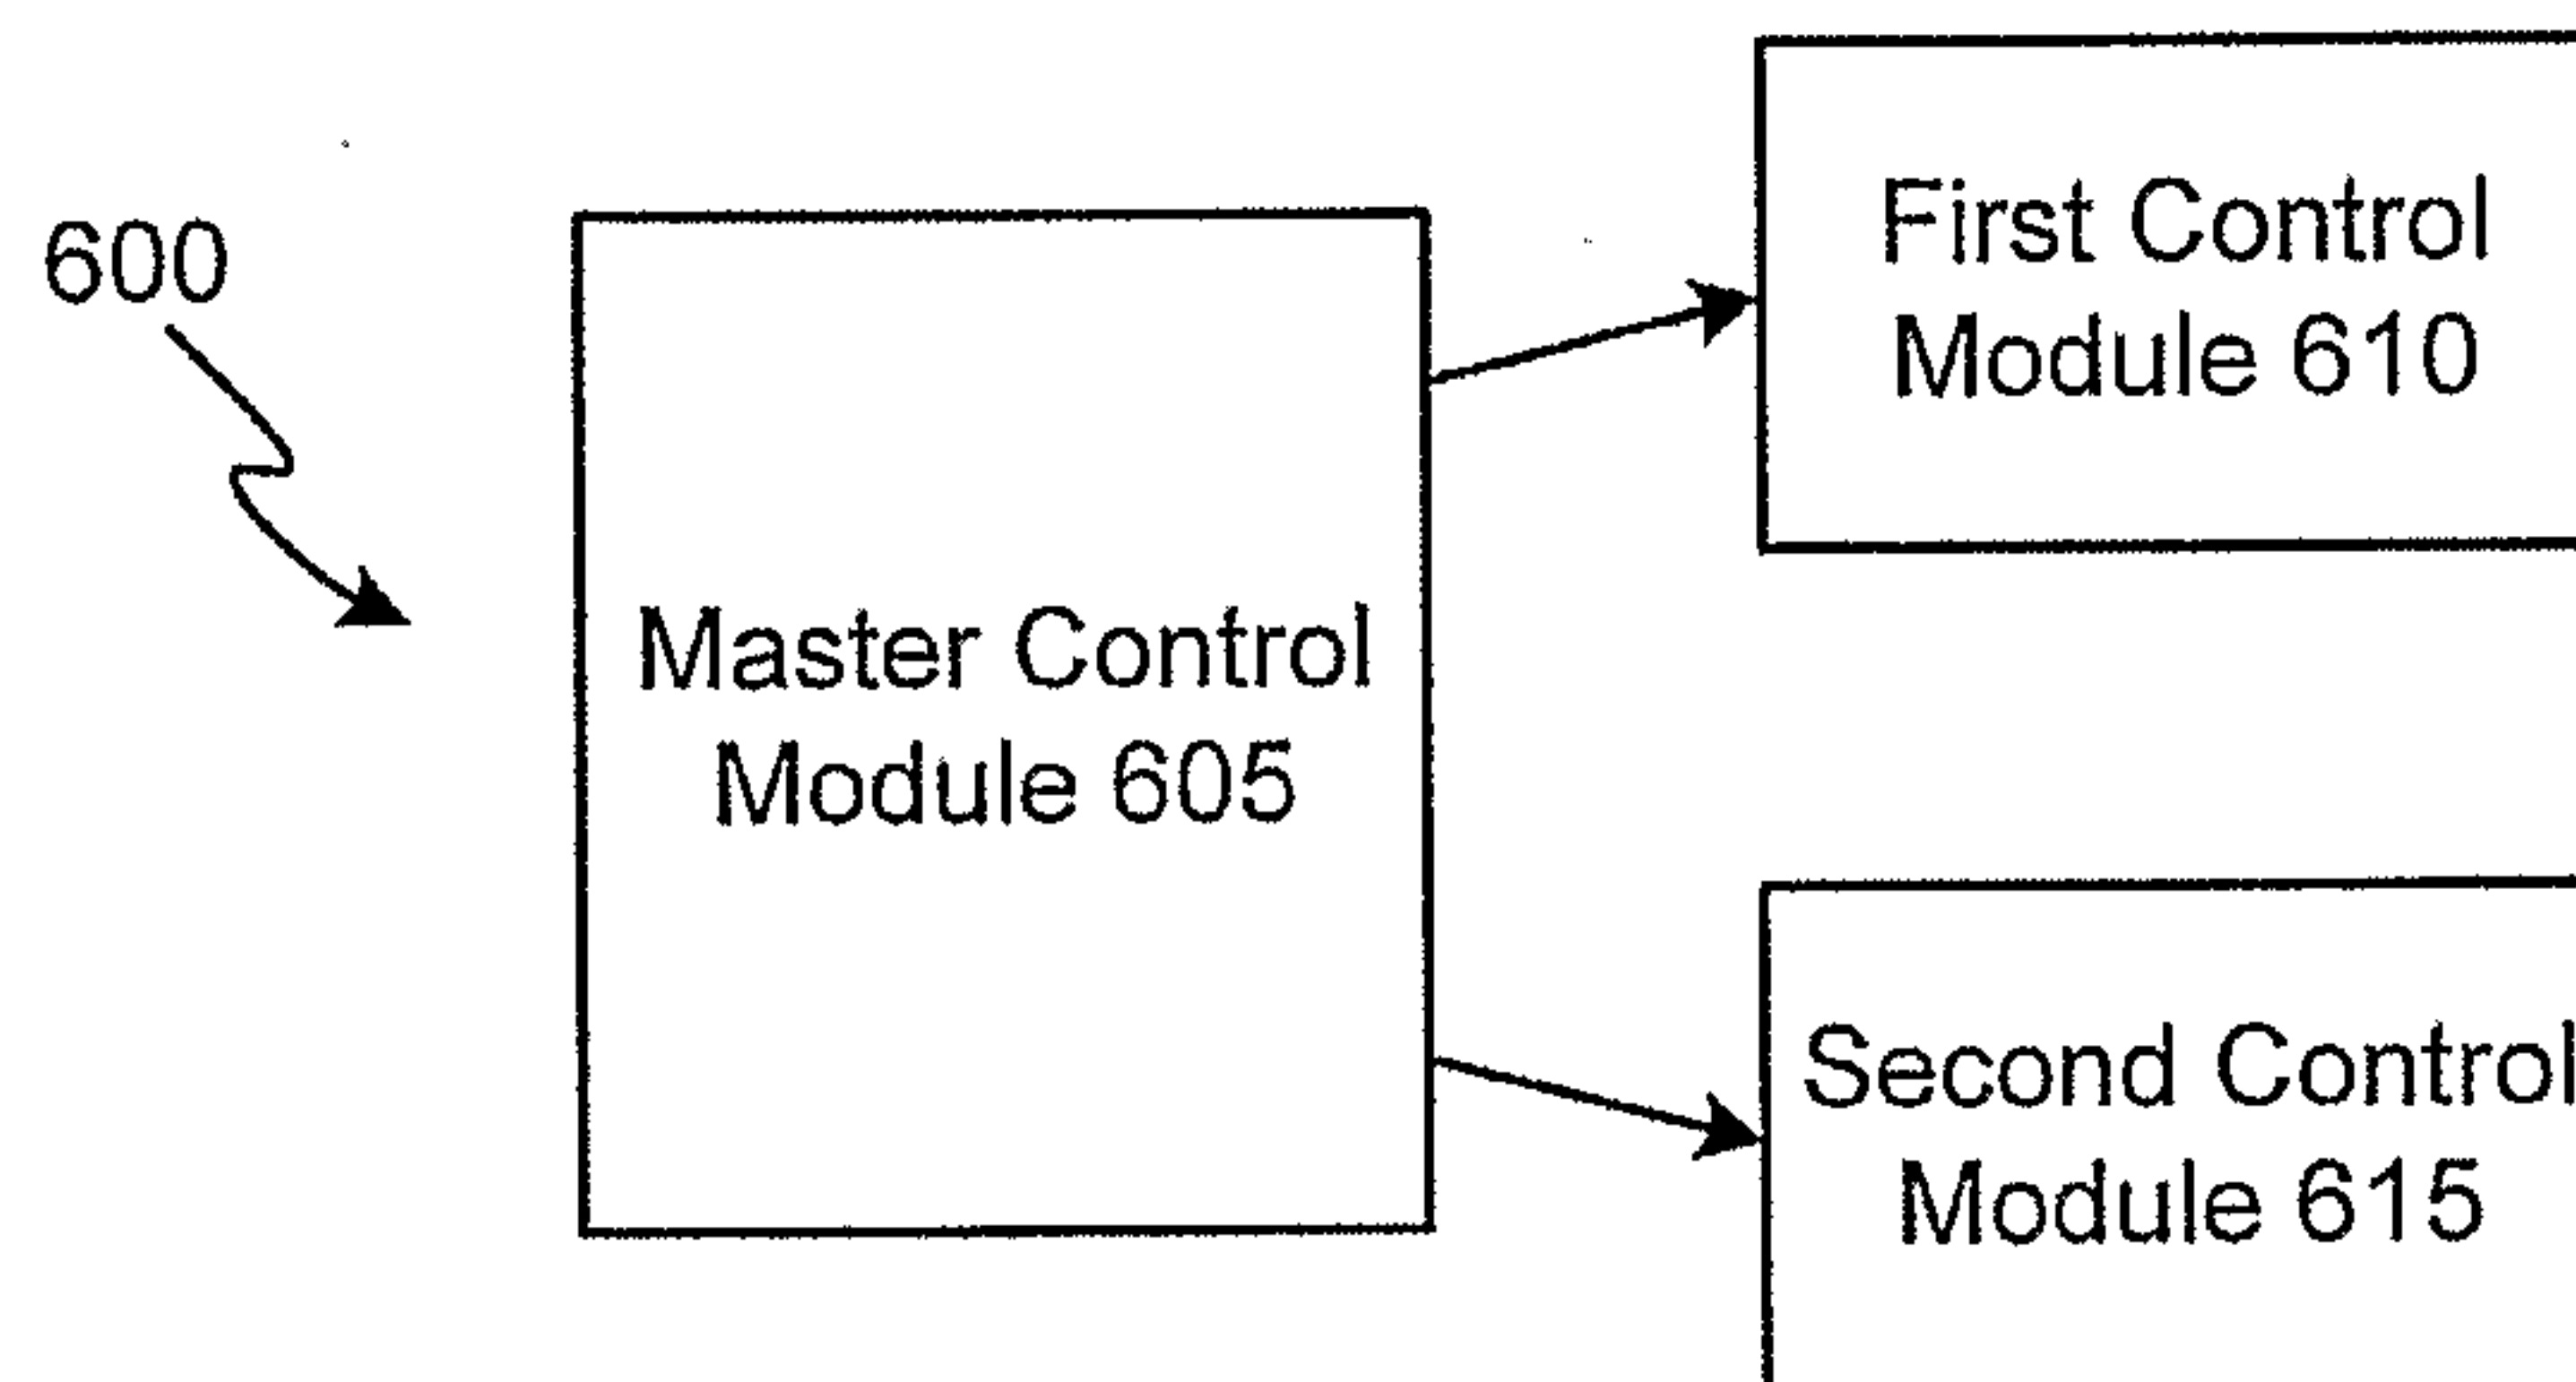 600
First Control
Module 610
Master Control
Module 605
Second Control
Module 615